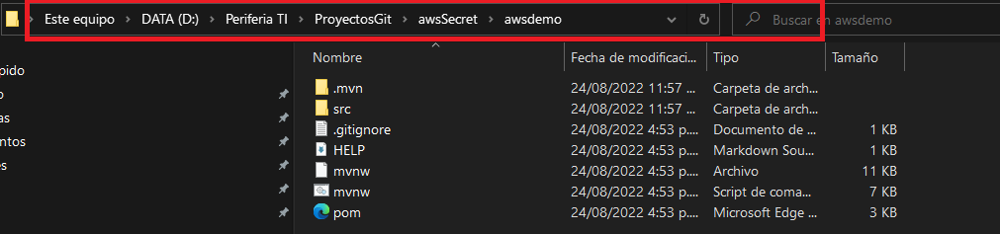 Este equipo > DATA (D:) > Periferia TI > ProyectosGit > awsSecret > awsdemo
Buscar en awsdemo
Nombre Fecha de modificaci... Tipo Tamaño
pido
.mvn 24/08/2022 11:57 ... Carpeta de arch...
o
src 24/08/2022 11:57 ... Carpeta de arch...
as
.gitignore 24/08/2022 4:53 p.... Documento de ... 1 KB
ntos
HELP 24/08/2022 4:53 p.... Markdown Sou... 1 KB
es
mvnw 24/08/2022 4:53 p.... Archivo 11 KB
mvnw 24/08/2022 4:53 p.... Script de coma... 7 KB
pom 24/08/2022 4:53 p.... Microsoft Edge ... 3 KB